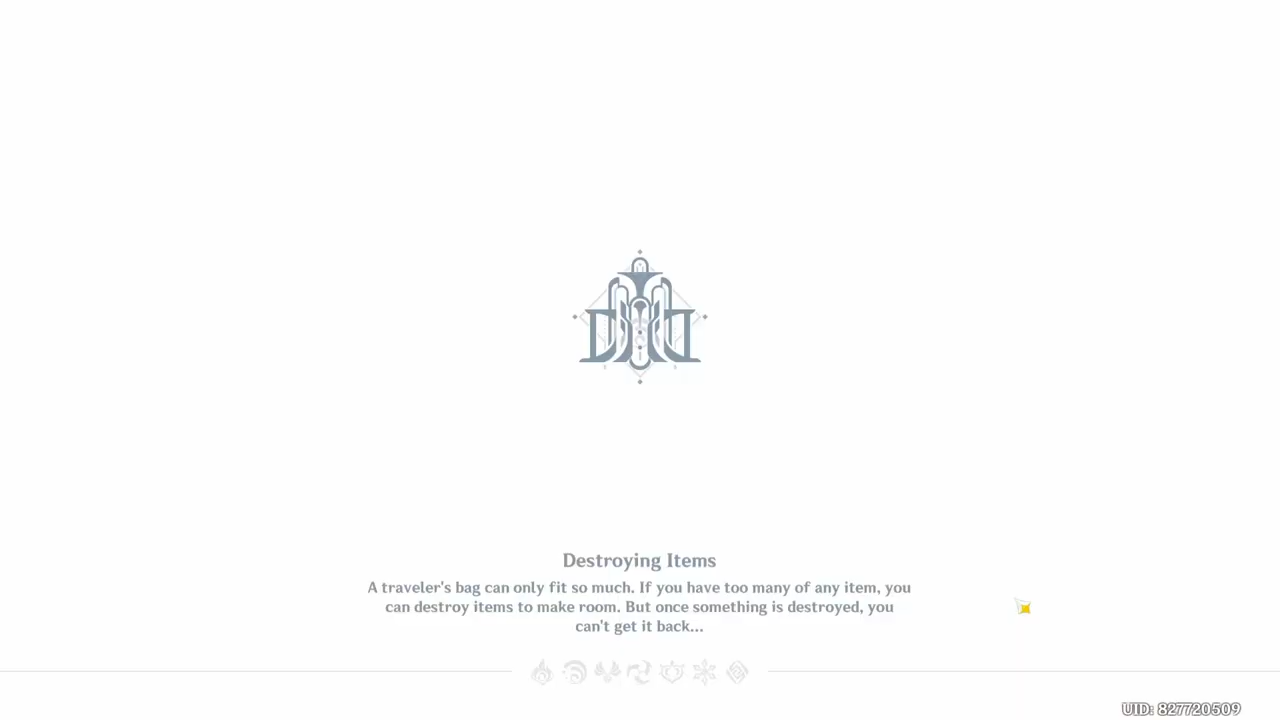 Destroying Items
A traveler's bag can only fit so much. If you have too many of any item, you
can destroy items to make room. But once something is destroyed, you
can't get it back...
UID: 827720509